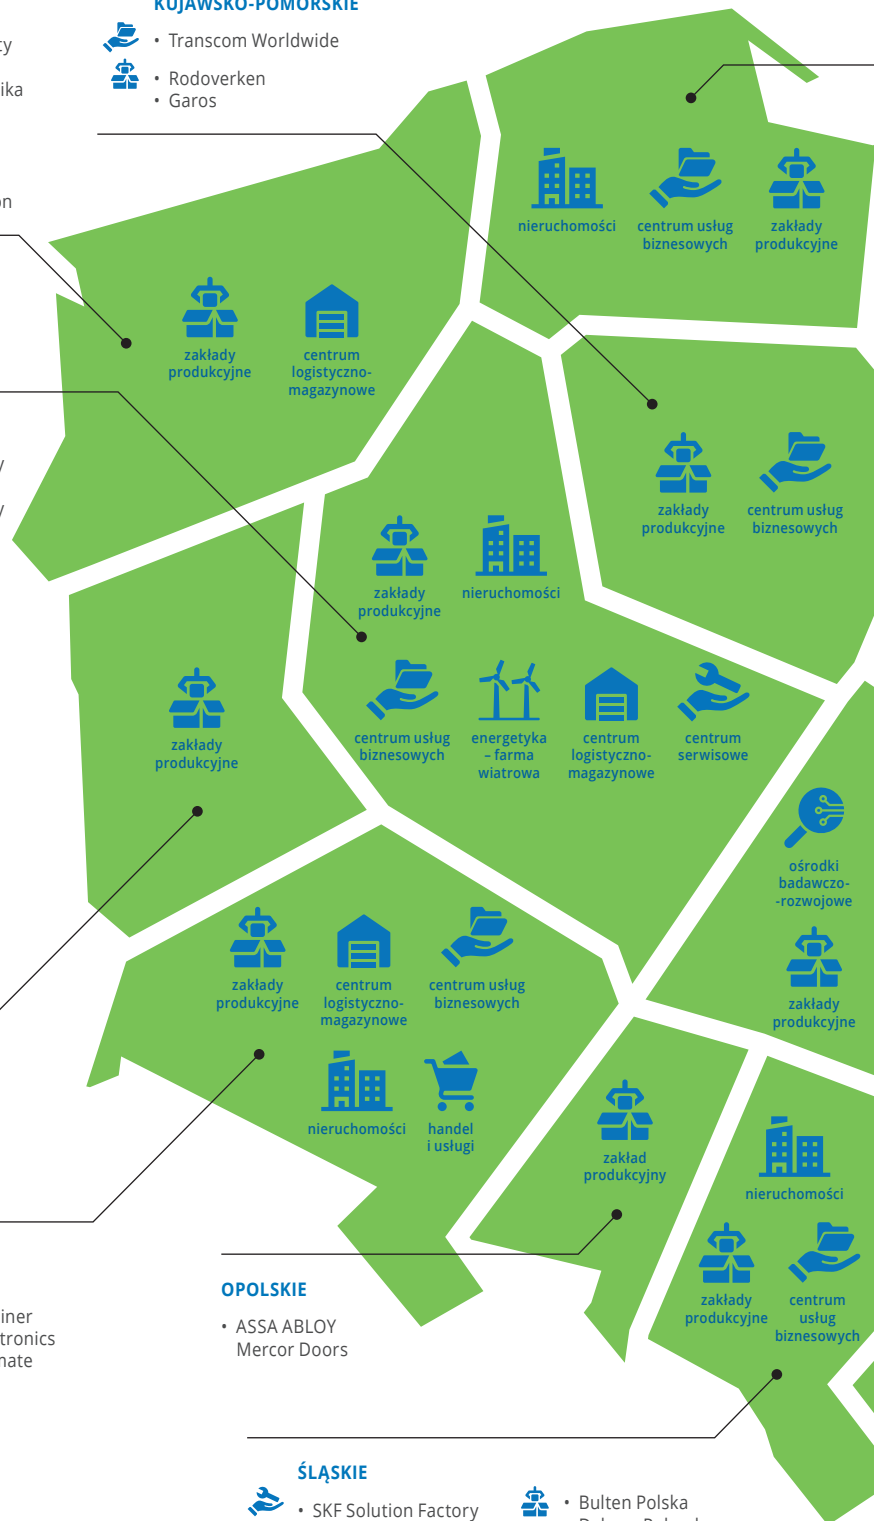 KUJAWSKO-POMORSKIE
• Transcom Worldwide
• Rodoverken
• Garos
nieruchomości
centrum usług
biznesowych
zakłady
produkcyjne
zakłady
produkcyjne
centrum
logistyczno-
magazynowe
zakłady
produkcyjne
centrum usług
biznesowych
zakłady
produkcyjne
nieruchomości
centrum usług
biznesowych
energetyka
– farma
wiatrowa
centrum
logistyczno-
magazynowe
centrum
serwisowe
zakłady
produkcyjne
ośrodki
badawczo-
-rozwojowe
zakłady
produkcyjne
zakłady
produkcyjne
centrum
logistyczno-
magazynowe
centrum usług
biznesowych
nieruchomości
handel
i usługi
zakład
produkcyjny
nieruchomości
zakłady
produkcyjne
centrum
usług
biznesowych
OPOLSKIE
• ASSA ABLOY
Mercor Doors
ŚLĄSKIE
• SKF Solution Factory
• Bulten Polska